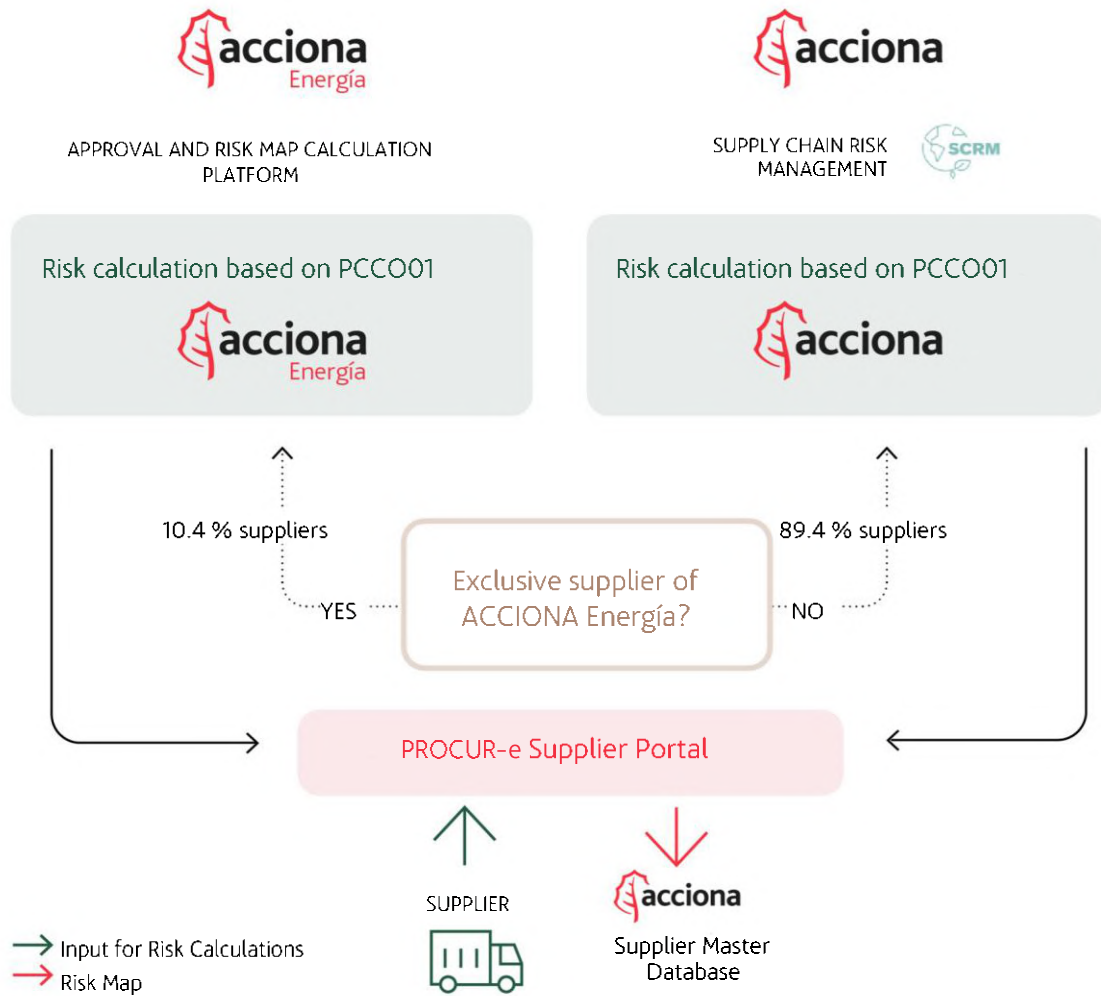 acciona
Energía
acciona
APPROVAL AND RISK MAP CALCULATION
PLATFORM
SUPPLY CHAIN RISK
MANAGEMENT
SCRM
Risk calculation based on PCCO01
acciona
Energía
Risk calculation based on PCCO01
acciona
10.4 % suppliers
89.4 % suppliers
Exclusive supplier of
ACCIONA Energía?
YES
NO
PROCUR-e Supplier Portal
SUPPLIER
acciona
Supplier Master
Database
Input for Risk Calculations
Risk Map